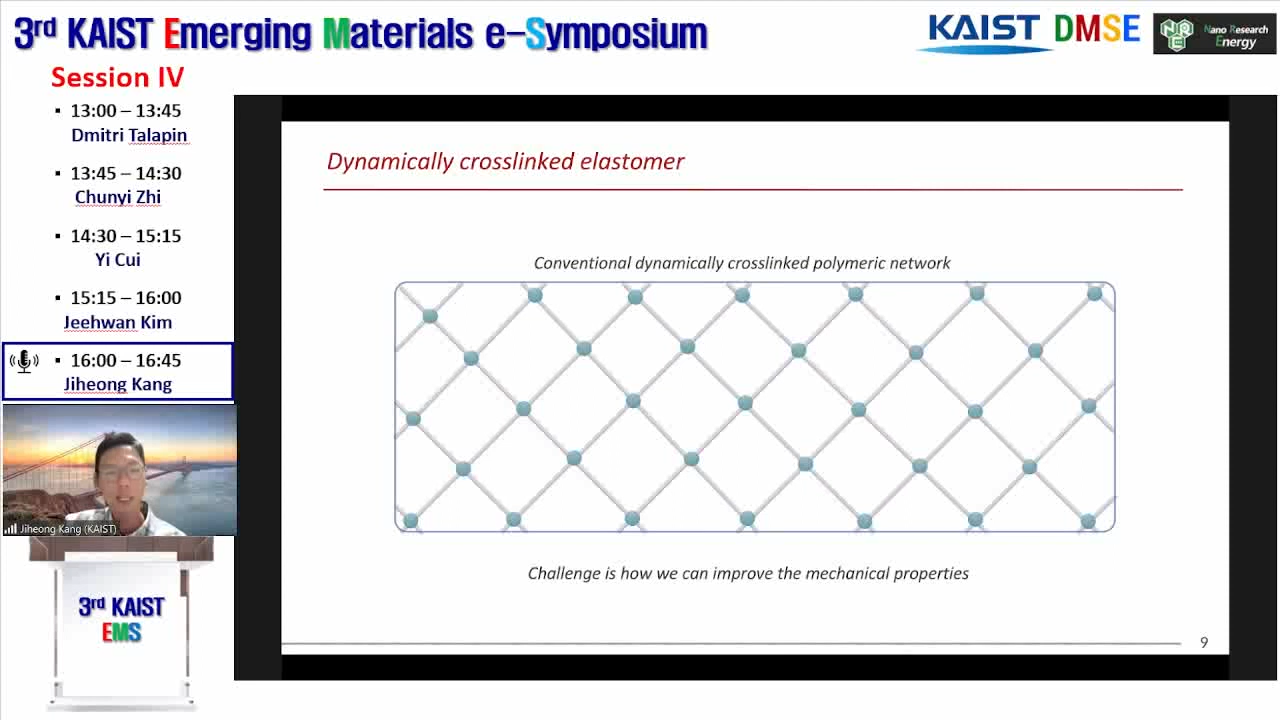 3rd KAIST Emerging Materials e-Symposium
KAIST DMSE
Nano Research
Energy
NRE
Session IV
▪ 13:00 – 13:45
Dmitri Talapin
▪ 13:45 – 14:30
Chunyi Zhi
▪ 14:30 – 15:15
Yi Cui
▪ 15:15 – 16:00
Jeehwan Kim
▪ 16:00 – 16:45
Jiheong Kang
Jiheong Kang (KAIST)
3rd KAIST
EMS
Dynamically crosslinked elastomer
Conventional dynamically crosslinked polymeric network
Challenge is how we can improve the mechanical properties
9